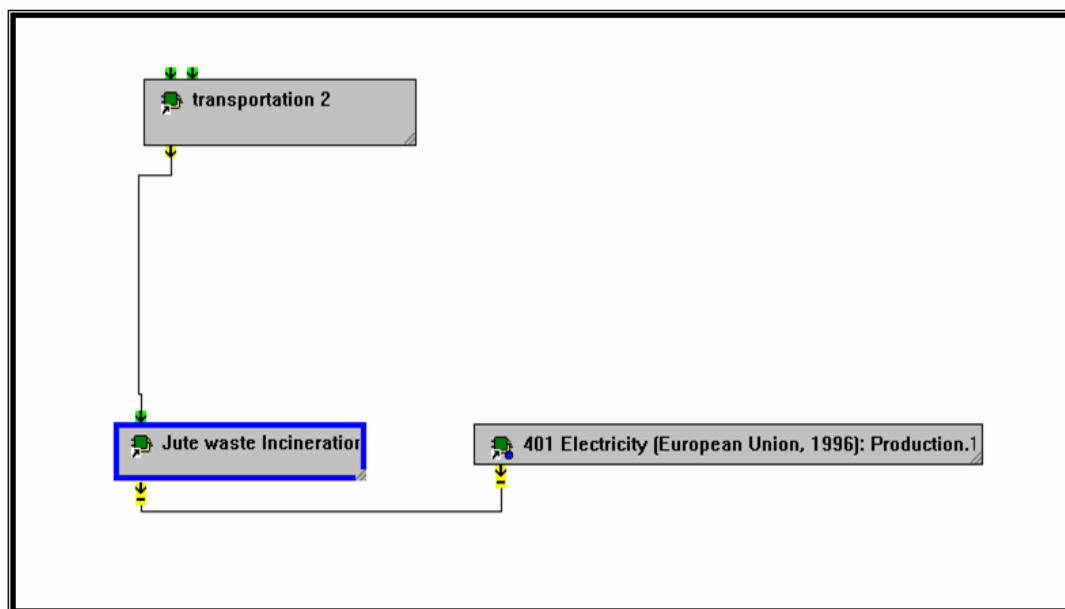 transportation 2
Jute waste Incineration
401 Electricity (European Union, 1996): Production.1